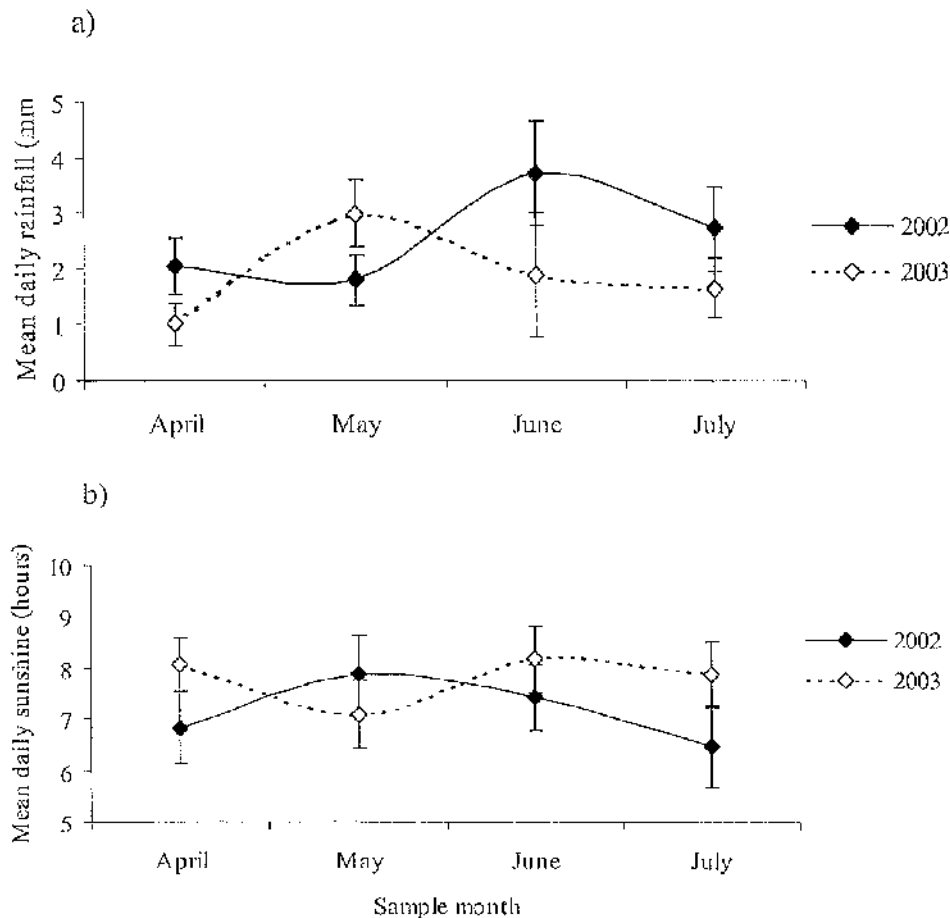 a)
Mean daily rainfall (mm
5
4
3
2
1
0
April May June July
2002
2003
b)
Mean daily sunshine (hours)
10
9
8
7
6
5
April May June July
Sample month
2002
2003